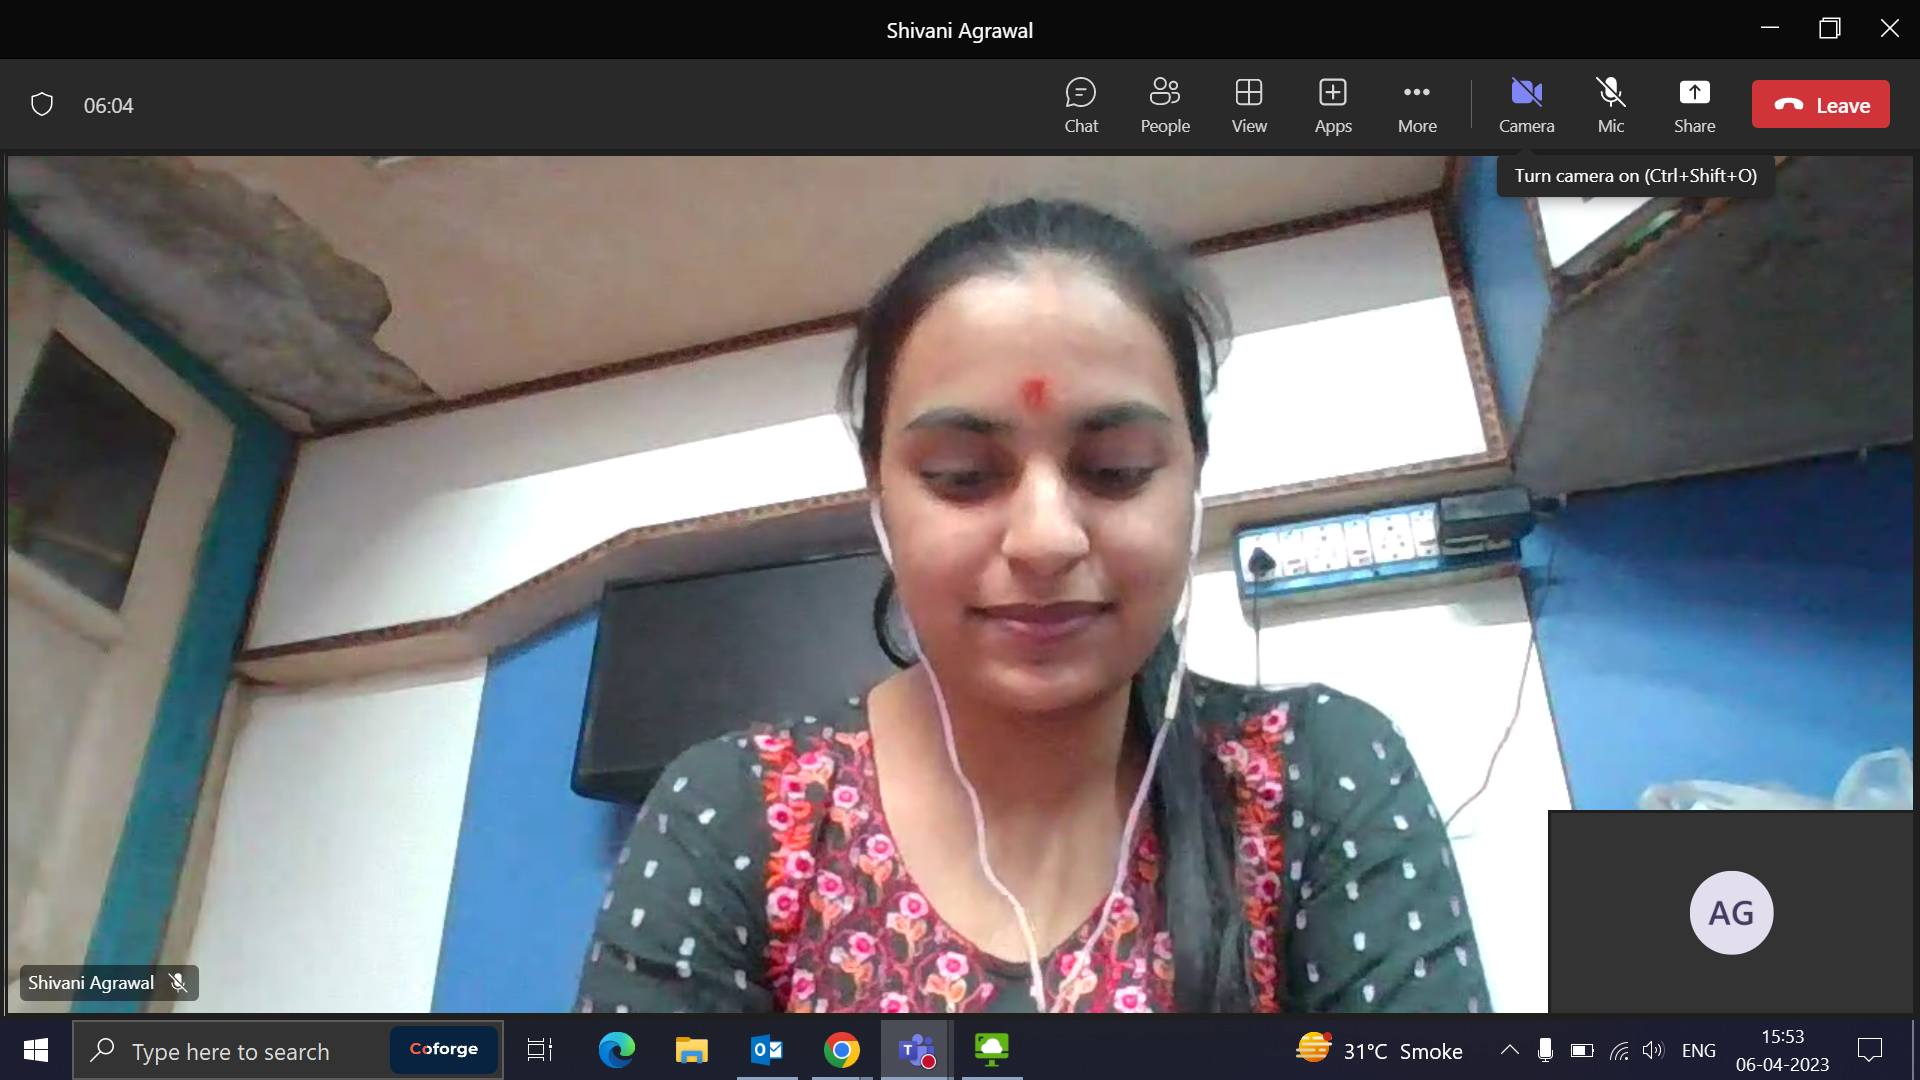 Shivani Agrawal
06:04
Chat
People
View
Apps
More
Camera
Mic
Share
Leave
Turn camera on (Ctrl+Shift+O)
AG
Shivani Agrawal
Type here to search
Coforge
31°C Smoke
ENG
15:53
06-04-2023